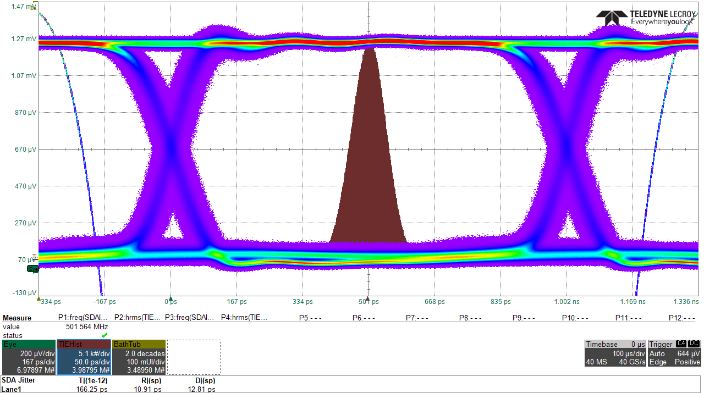 1.47 mV
TELEDYNE LECROY
Everywhereyoulook
1.27 mV
1.07 mV
870 µV
670 µV
470 µV
270 µV
70 µV
-130 µV
-334 ps -167 ps 0 ps 167 ps 334 ps 501 ps 668 ps 835 ps 1.002 ns 1.169 ns 1.336 ns
Measure P1:freq(SDAI... P2:hrms(TIE... P3:freq(SDAI... P4:hrms(TIE... P5:- - - P6:- - - P7:- - - P8:- - - P9:- - - P10:- - - P11:- - - P12:- - -
value 501.564 MHz
status
Eye TIEHist BathTub Timebase 0 µs Trigger
200 µV/div 5.1 k#/div 2.0 decades 100 µs/div Auto 644 µV
167 ps/div 50.0 ps/div 100 mUI/div 40 MS 40 GS/s Edge Positive
6.97897 M 3.98795 M 3.48950 M
SDA Jitter Tj(1e-12) Rj(sp) Dj(sp)
Lane1 166.25 ps 10.91 ps 12.81 ps